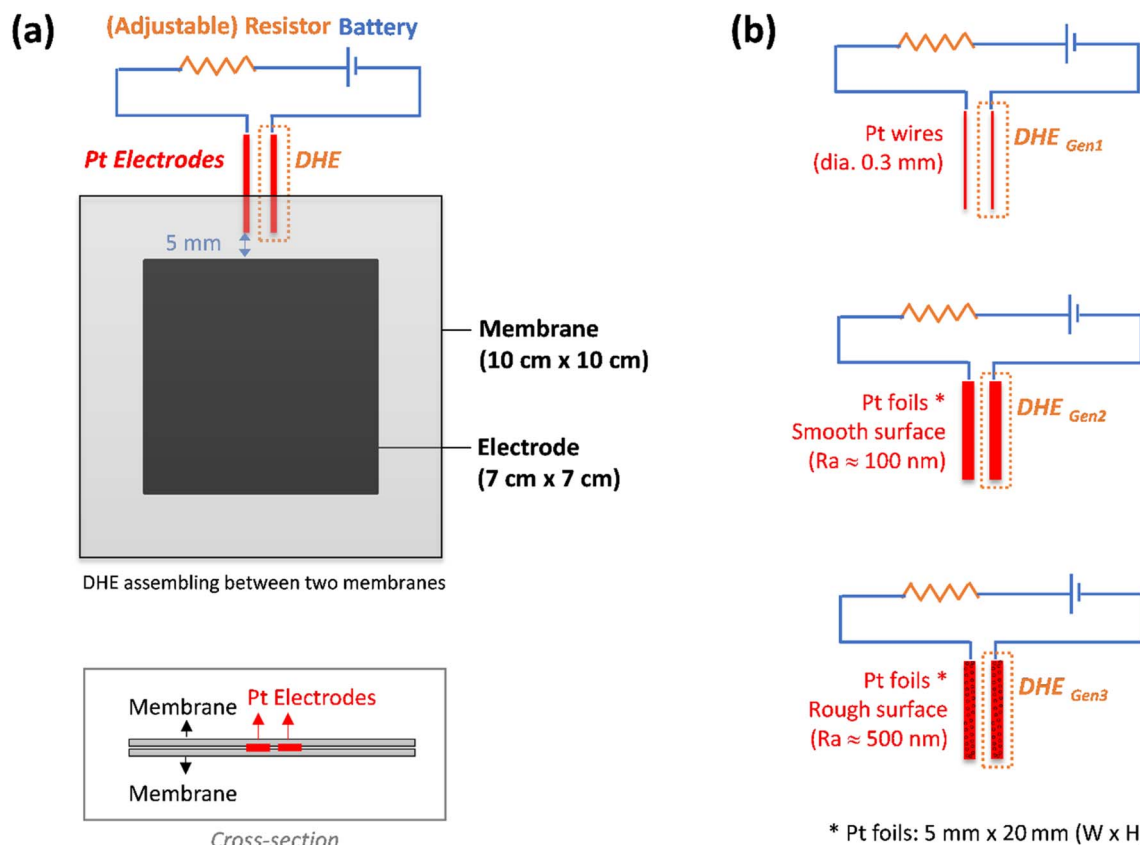 (a)
(Adjustable) Resistor Battery
Pt Electrodes
DHE
5 mm
Membrane
(10 cm x 10 cm)
Electrode
(7 cm x 7 cm)
DHE assembling between two membranes
Pt Electrodes
Membrane
Membrane
Cross-section
(b)
Pt wires
(dia. 0.3 mm)
DHE Gen1
Pt foils *
Smooth surface
(Ra ≈ 100 nm)
DHE Gen2
Pt foils *
Rough surface
(Ra ≈ 500 nm)
DHE Gen3
* Pt foils: 5 mm x 20 mm (W x H